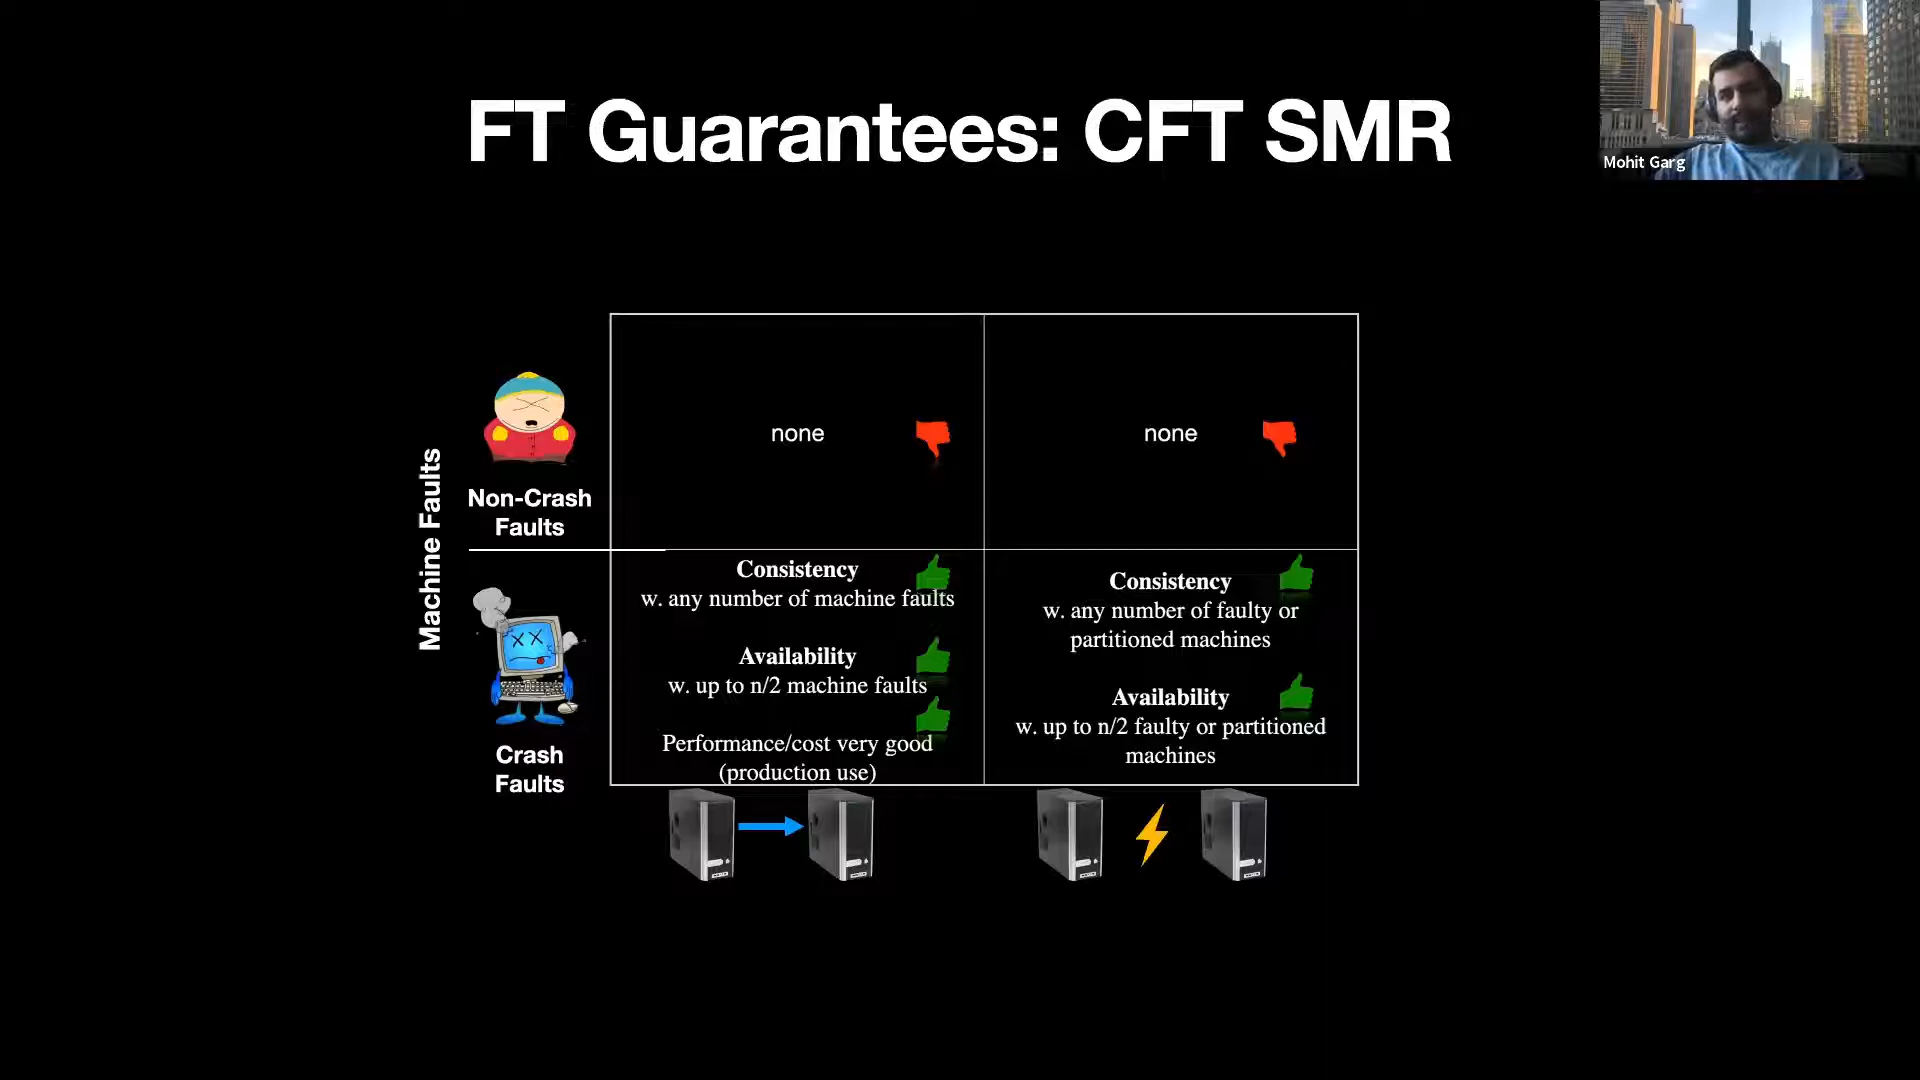 FT Guarantees: CFT SMR
Mohit Garg
Machine Faults
Non-Crash
Faults
none
none
Crash
Faults
Consistency
w. any number of machine faults
Availability
w. up to n/2 machine faults
Performance/cost very good
(production use)
Consistency
w. any number of faulty or
partitioned machines
Availability
w. up to n/2 faulty or partitioned
machines